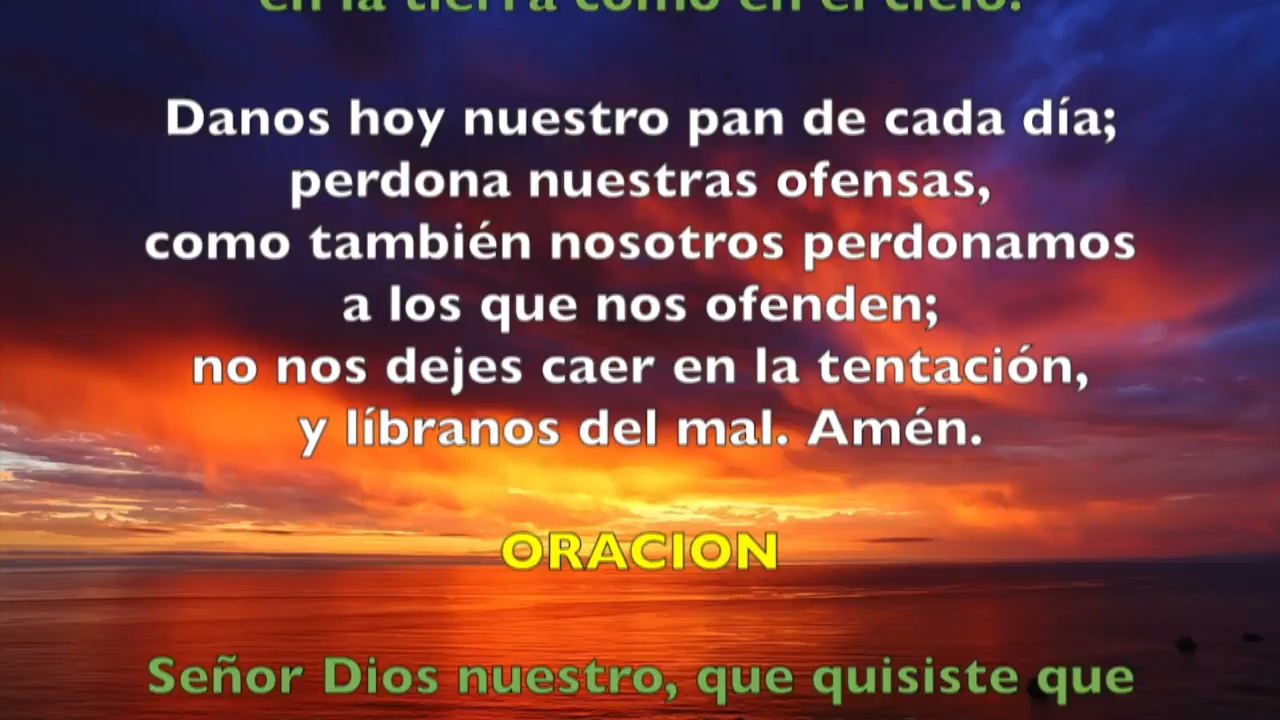 en la tierra como en el cielo.
Danos hoy nuestro pan de cada día;
perdona nuestras ofensas,
como también nosotros perdonamos
a los que nos ofenden;
no nos dejes caer en la tentación,
y líbranos del mal. Amén.
ORACION
Señor Dios nuestro, que quisiste que